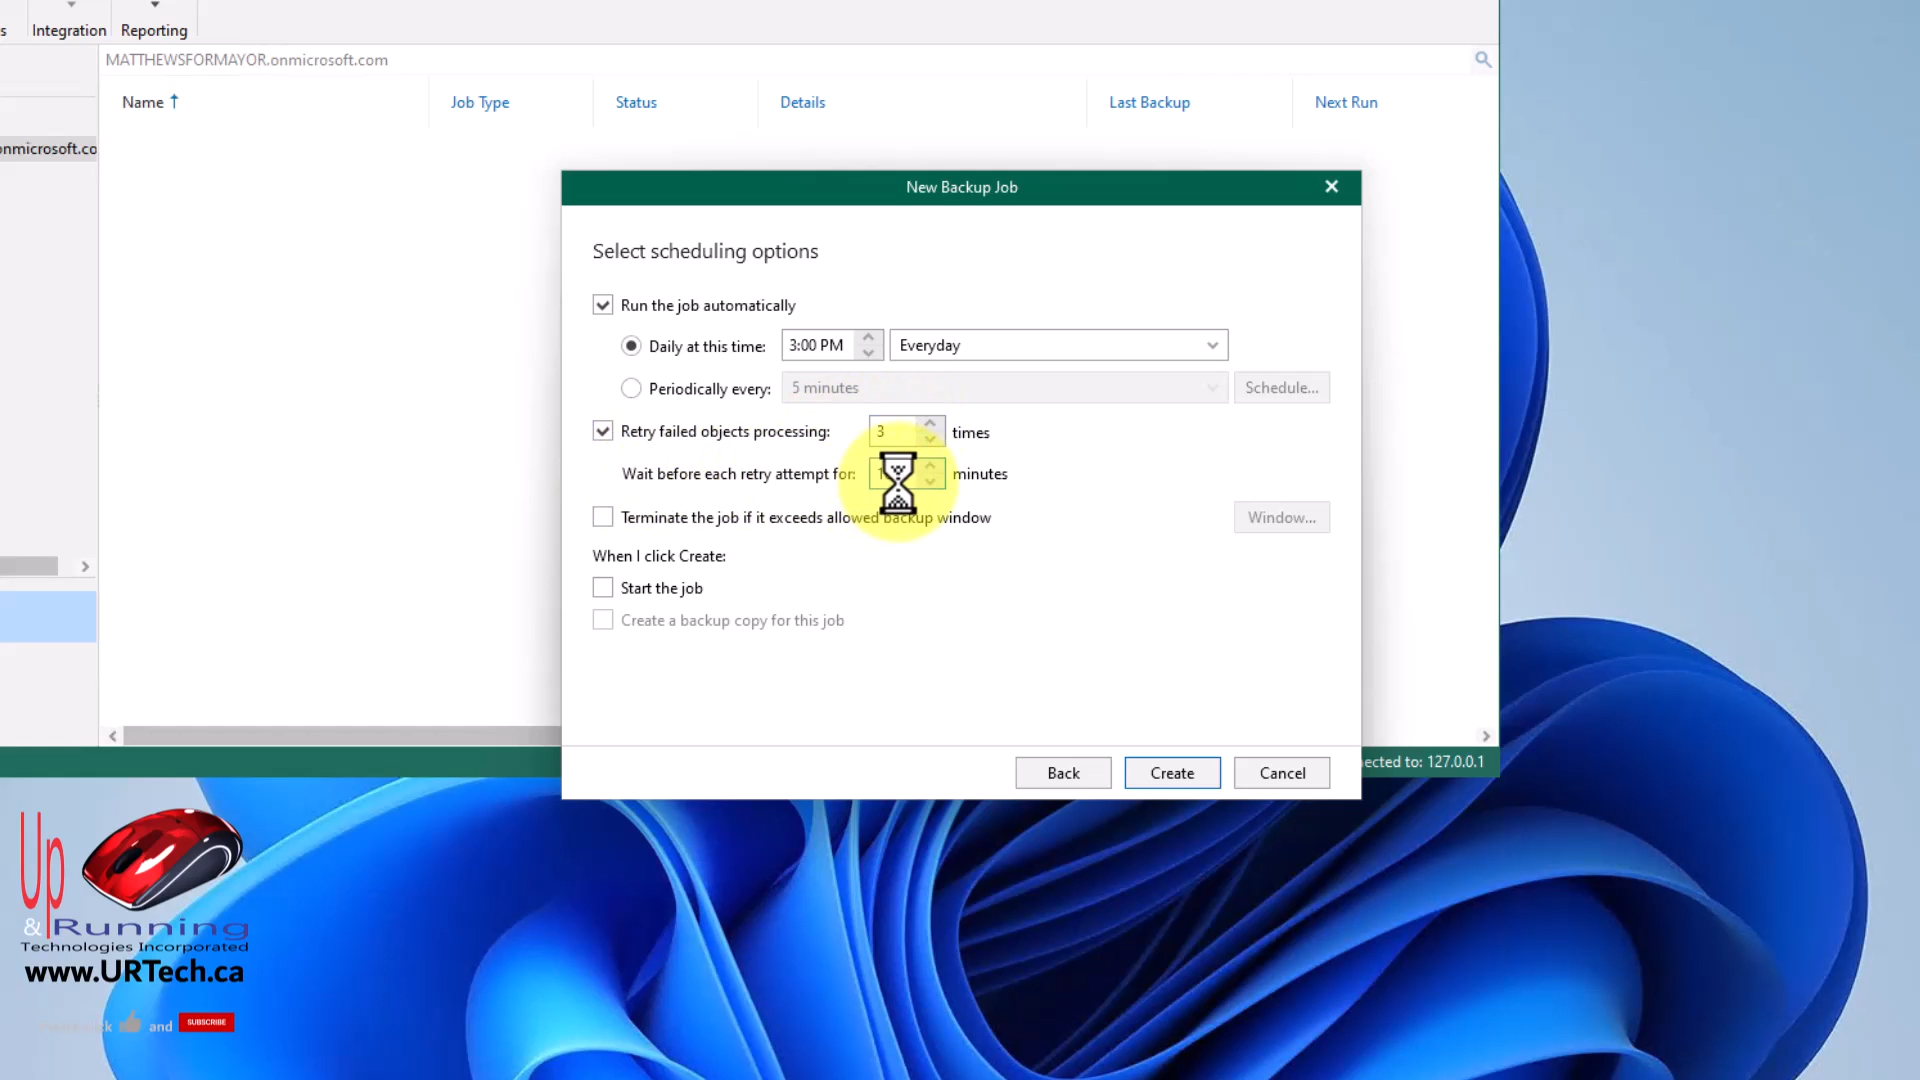 s
Integration
Reporting
MATTHEWSFORMAYOR.onmicrosoft.com
Name
Job Type
Status
Details
Last Backup
Next Run
onmicrosoft.co
New Backup Job
Select scheduling options
Run the job automatically
Daily at this time:
3:00 PM
Everyday
Periodically every:
5 minutes
Schedule...
Retry failed objects processing:
3
times
Wait before each retry attempt for:
minutes
Terminate the job if it exceeds allowed backup window
Window...
When I click Create:
Start the job
Create a backup copy for this job
Back
Create
Cancel
ected to: 127.0.0.1
Up
& Running
Technologies Incorporated
www.URTech.ca
and
SUBSCRIBE